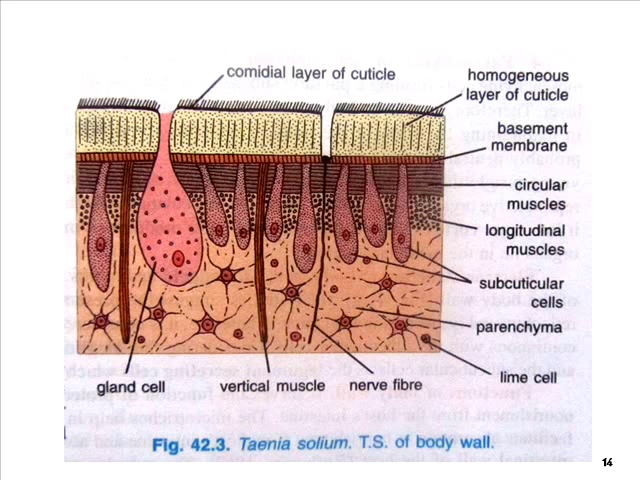 comidial layer of cuticle
homogeneous
layer of cuticle
basement
membrane
circular
muscles
longitudinal
muscles
subcuticular
cells
parenchyma
lime cell
gland cell
vertical muscle
nerve fibre
Fig. 42.3. Taenia solium. T.S. of body wall.
14